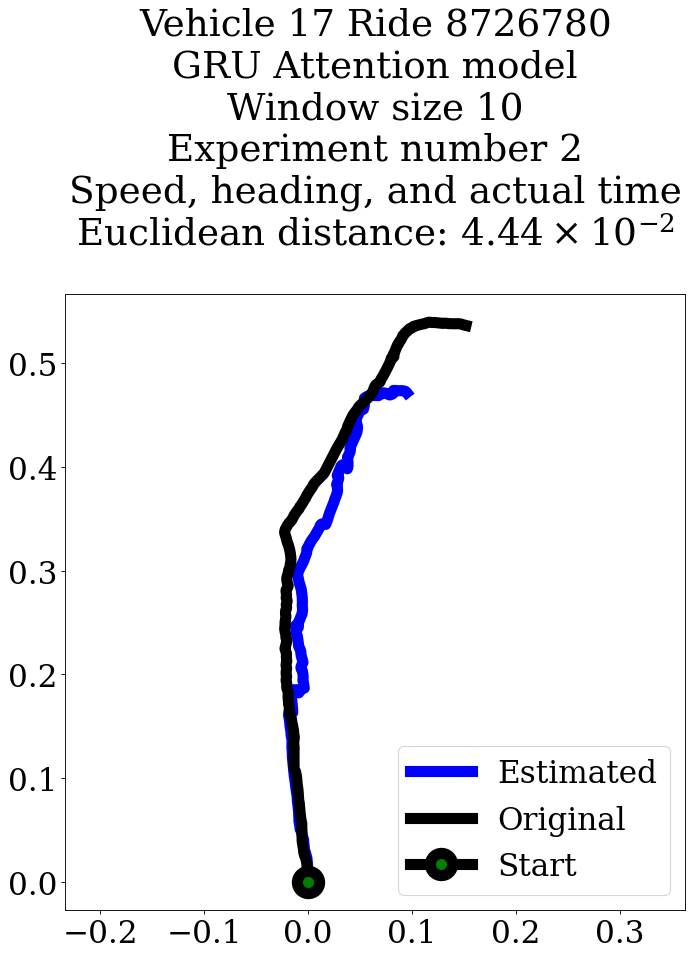 Vehicle 17 Ride 8726780
GRU Attention model
Window size 10
Experiment number 2
Speed, heading, and actual time
Euclidean distance: 4.44 × 10⁻²
0.5
0.4
0.3
0.2
0.1
0.0
Estimated
Original
Start
−0.2 −0.1 0.0 0.1 0.2 0.3